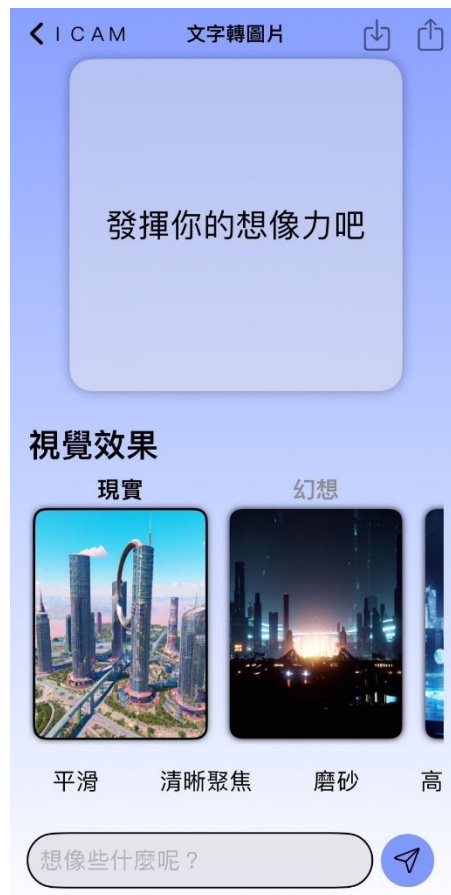 ICAM 文字轉圖片
發揮你的想像力吧
視覺效果
現實 幻想
平滑 清晰聚焦 磨砂 高
想像些什麼呢？